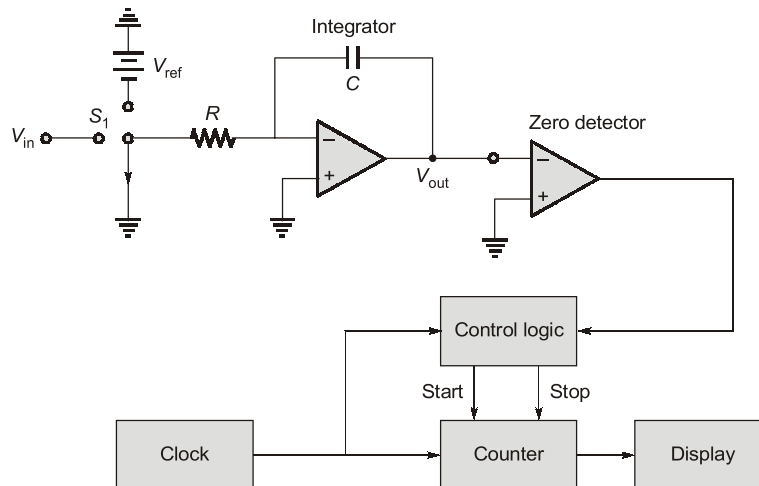 Integrator
V_ref
C
S_1
R
V_in
Zero detector
−
+
V_out
−
+
Control logic
Start
Stop
Clock
Counter
Display